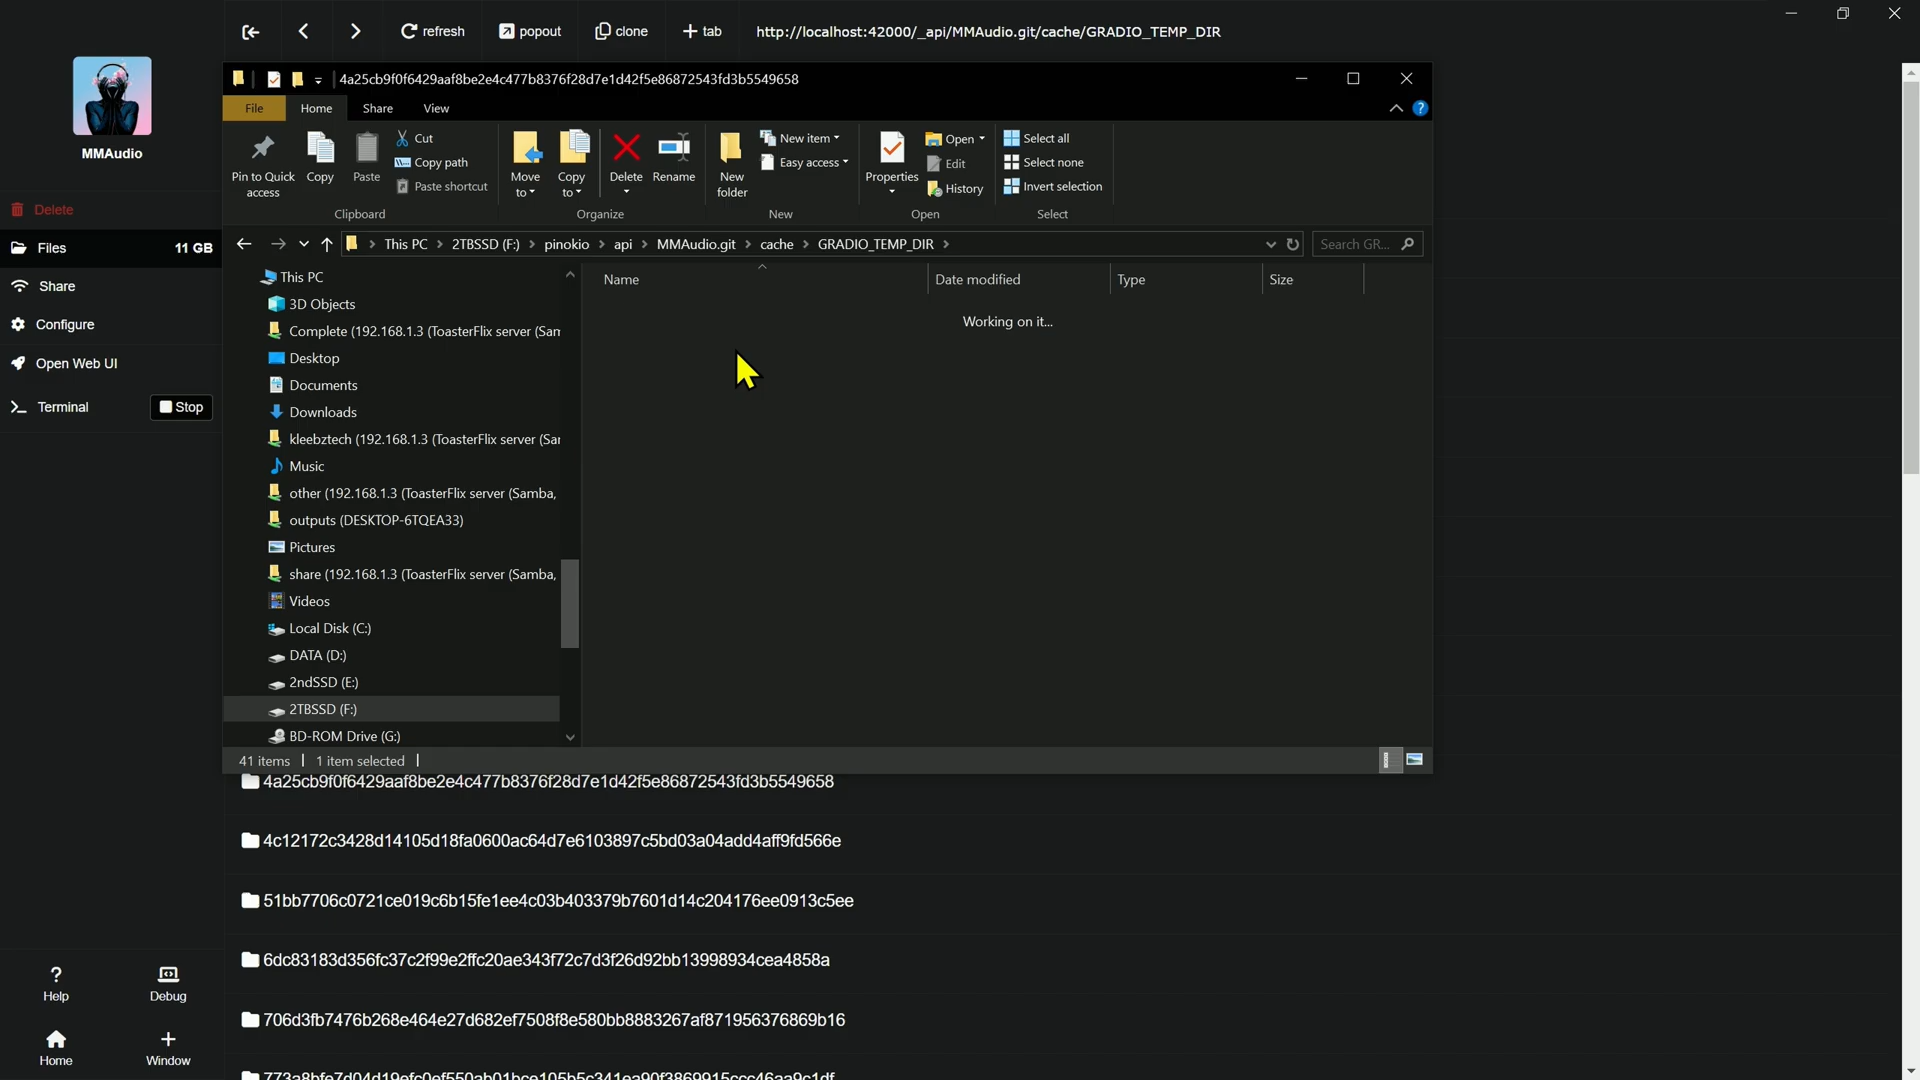 refresh
popout
clone
tab
http://localhost:42000/_api/MMAudio.git/cache/GRADIO_TEMP_DIR
MMAudio
Delete
Files 11 GB
Share
Configure
Open Web UI
Terminal Stop
Help
Debug
Home
Window
4a25cb9f0f6429aaf8be2e4c477b8376f28d7e1d42f5e86872543fd3b5549658
File Home Share View
Pin to Quick access
Copy
Paste
Cut
Copy path
Paste shortcut
Clipboard
Move to
Copy to
Delete
Rename
Organize
New folder
New item
Easy access
New
Properties
Open
Edit
History
Open
Select all
Select none
Invert selection
Select
This PC > 2TBSSD (F:) > pinokio > api > MMAudio.git > cache > GRADIO_TEMP_DIR >
Search GR...
This PC
3D Objects
Complete (192.168.1.3 (ToasterFlix server (San
Desktop
Documents
Downloads
kleebztech (192.168.1.3 (ToasterFlix server (Sar
Music
other (192.168.1.3 (ToasterFlix server (Samba,
outputs (DESKTOP-6TQEA33)
Pictures
share (192.168.1.3 (ToasterFlix server (Samba,
Videos
Local Disk (C:)
DATA (D:)
2ndSSD (E:)
2TBSSD (F:)
BD-ROM Drive (G:)
Name Date modified Type Size
Working on it...
41 items 1 item selected
4a25cb9f0f6429aaf8be2e4c477b8376f28d7e1d42f5e86872543fd3b5549658
4c12172c3428d14105d18fa0600ac64d7e6103897c5bd03a04add4aff9fd566e
51bb7706c0721ce019c6b15fe1ee4c03b403379b7601d14c204176ee0913c5ee
6dc83183d356fc37c2f99e2ffc20ae343f72c7d3f26d92bb13998934cea4858a
706d3fb7476b268e464e27d682ef7508f8e580bb8883267af871956376869b16